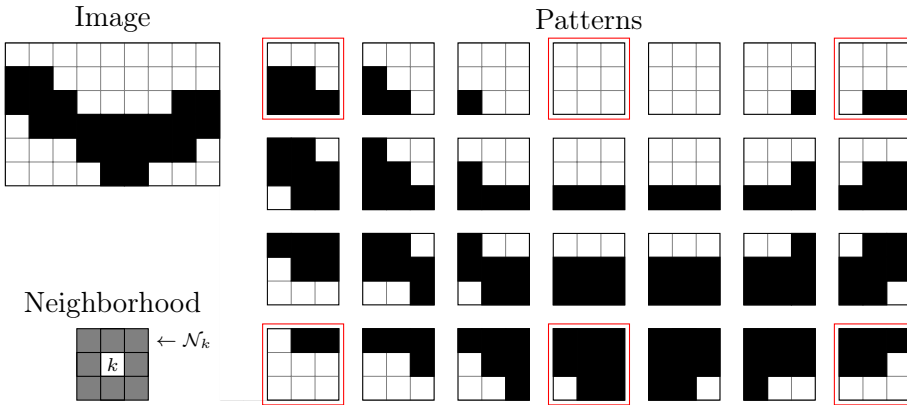 Image
Patterns
Neighborhood
← 𝒩ₖ
k